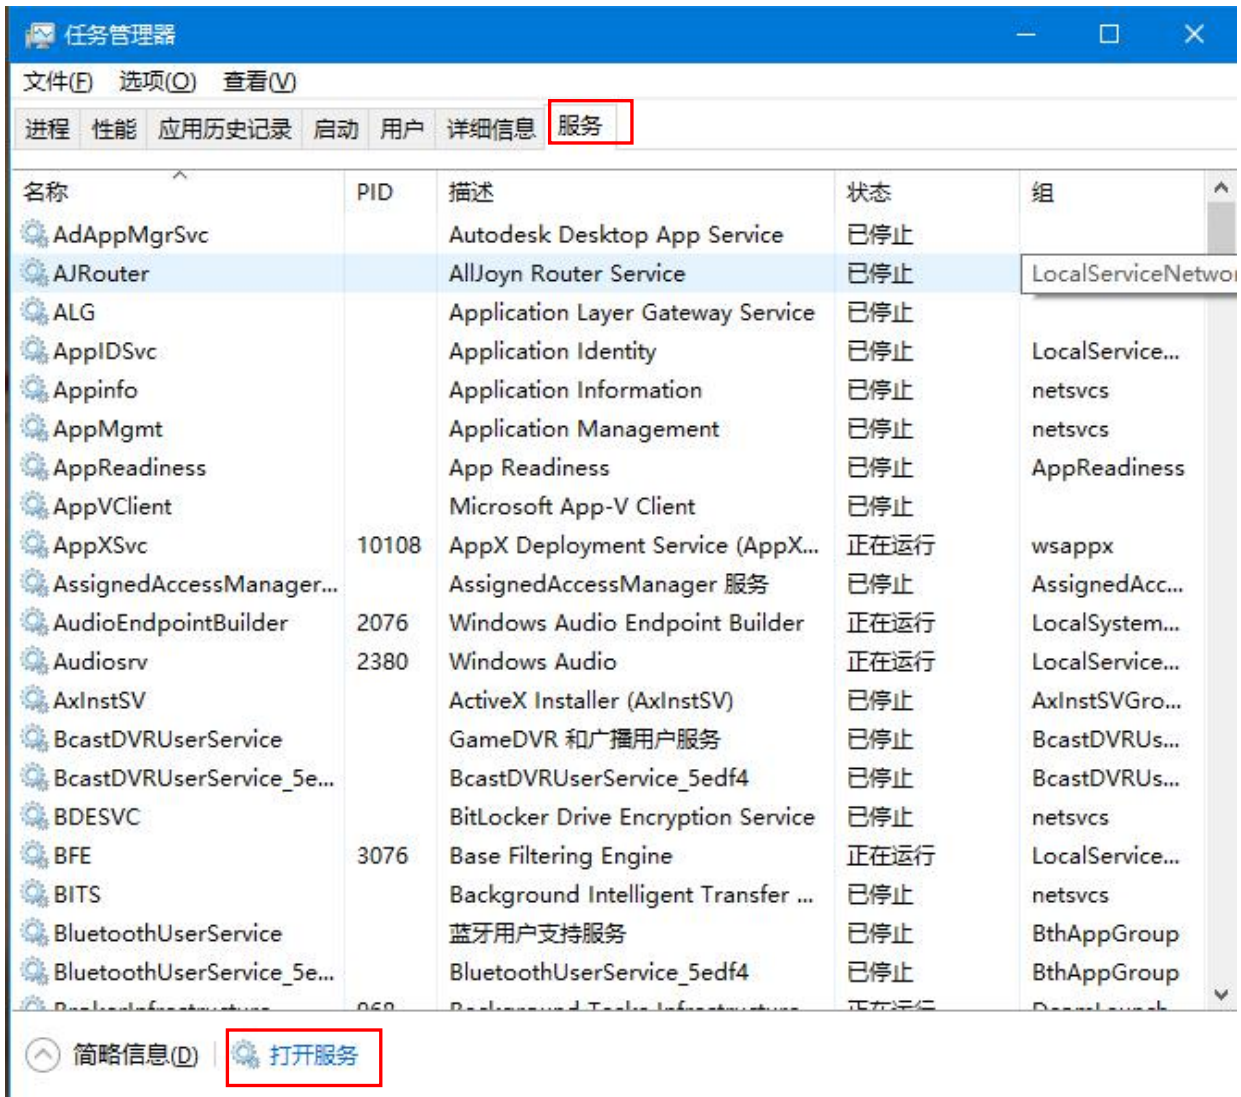 任务管理器
文件(F) 选项(O) 查看(V)
进程 性能 应用历史记录 启动 用户 详细信息 服务
名称 PID 描述 状态 组
AdAppMgrSvc Autodesk Desktop App Service 已停止
AJRouter AllJoyn Router Service 已停止 LocalServiceNetwor
ALG Application Layer Gateway Service 已停止
AppIDSvc Application Identity 已停止 LocalService...
Appinfo Application Information 已停止 netsvcs
AppMgmt Application Management 已停止 netsvcs
AppReadiness App Readiness 已停止 AppReadiness
AppVClient Microsoft App-V Client 已停止
AppXSvc 10108 AppX Deployment Service (AppX... 正在运行 wsappx
AssignedAccessManager... AssignedAccessManager 服务 已停止 AssignedAcc...
AudioEndpointBuilder 2076 Windows Audio Endpoint Builder 正在运行 LocalSystem...
Audiosrv 2380 Windows Audio 正在运行 LocalService...
AxInstSV ActiveX Installer (AxInstSV) 已停止 AxInstSVGro...
BcastDVRUserService GameDVR 和广播用户服务 已停止 BcastDVRUs...
BcastDVRUserService_5e... BcastDVRUserService_5edf4 已停止 BcastDVRUs...
BDESVC BitLocker Drive Encryption Service 已停止 netsvcs
BFE 3076 Base Filtering Engine 正在运行 LocalService...
BITS Background Intelligent Transfer ... 已停止 netsvcs
BluetoothUserService 蓝牙用户支持服务 已停止 BthAppGroup
BluetoothUserService_5e... BluetoothUserService_5edf4 已停止 BthAppGroup
BrokerInfrastructure 968 Background Tasks Infrastructure 正在运行 DcomLaunch
简略信息(D) 打开服务